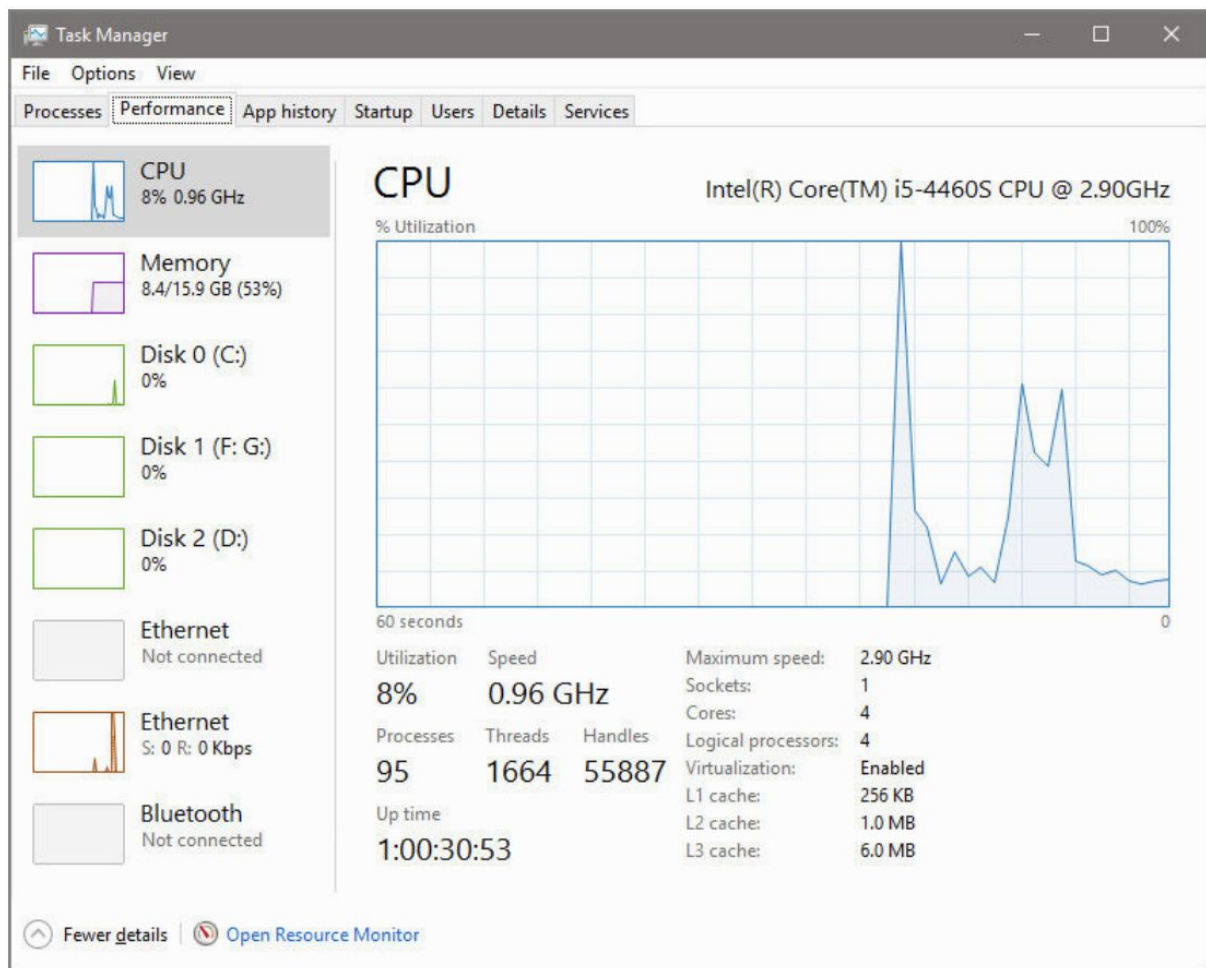 Task Manager
File Options View
Processes Performance App history Startup Users Details Services
CPU
8% 0.96 GHz
Memory
8.4/15.9 GB (53%)
Disk 0 (C:)
0%
Disk 1 (F: G:)
0%
Disk 2 (D:)
0%
Ethernet
Not connected
Ethernet
S: 0 R: 0 Kbps
Bluetooth
Not connected
CPU Intel(R) Core(TM) i5-4460S CPU @ 2.90GHz
% Utilization 100%
60 seconds 0
Utilization Speed
8% 0.96 GHz
Processes Threads Handles
95 1664 55887
Up time
1:00:30:53
Maximum speed: 2.90 GHz
Sockets: 1
Cores: 4
Logical processors: 4
Virtualization: Enabled
L1 cache: 256 KB
L2 cache: 1.0 MB
L3 cache: 6.0 MB
Fewer details Open Resource Monitor